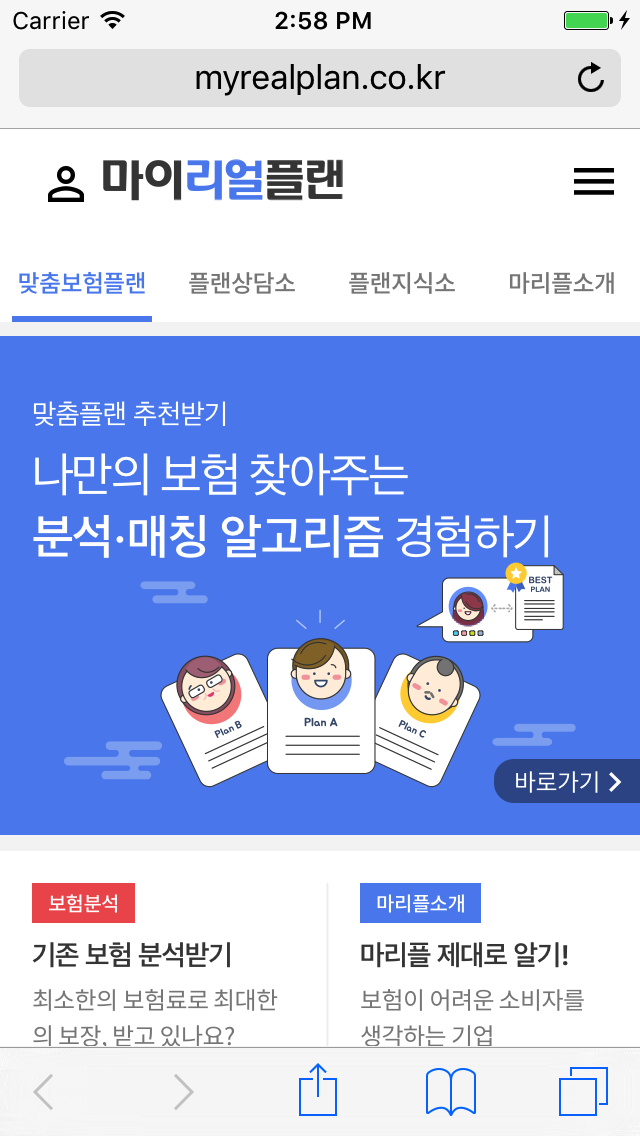 Carrier 2:58 PM
myrealplan.co.kr
마이리얼플랜
맞춤보험플랜 플랜상담소 플랜지식소 마리플소개
맞춤플랜 추천받기
나만의 보험 찾아주는
분석·매칭 알고리즘 경험하기
BEST
PLAN
Plan B
Plan A
Plan C
바로가기
보험분석
기존 보험 분석받기
최소한의 보험료로 최대한
의 보장, 받고 있나요?
마리플소개
마리플 제대로 알기!
보험이 어려운 소비자를
생각하는 기업